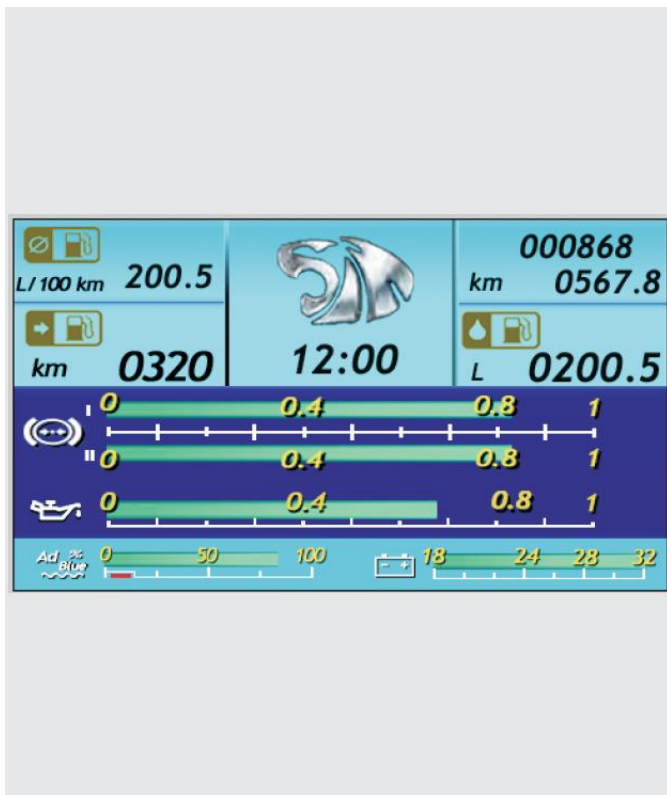 L/100 km 200.5
km 0320
12:00
000868
km 0567.8
L 0200.5
I 0 0.4 0.8 1
II 0 0.4 0.8 1
0 0.4 0.8 1
Ad Blue % 0 50 100
- + 18 24 28 32